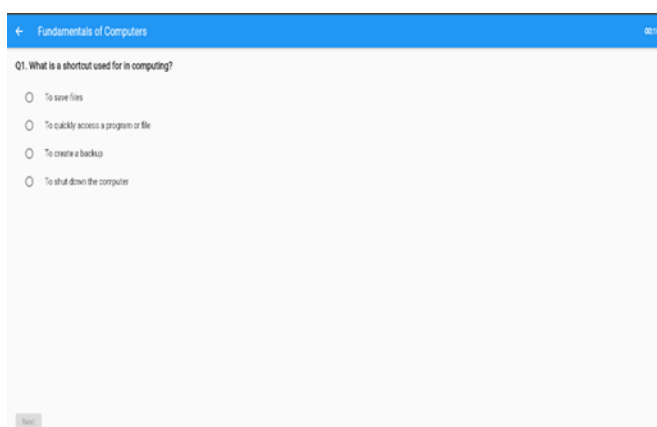 Fundamentals of Computers
Q1. What is a shortcut used for in computing?
To save files
To quickly access a program or file
To create a backup
To shut down the computer
Next